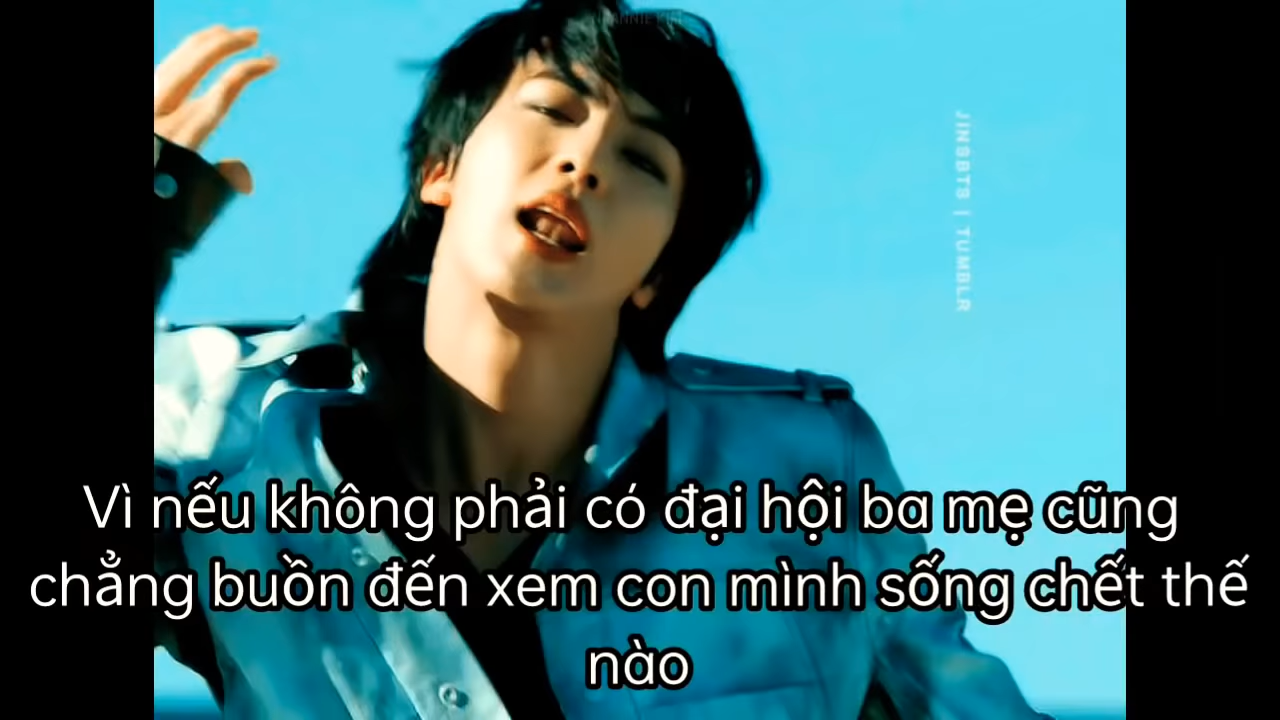 JINSBTS | TUMBLR
Vì nếu không phải có đại hội ba mẹ cũng
chẳng buồn đến xem con mình sống chết thế
nào